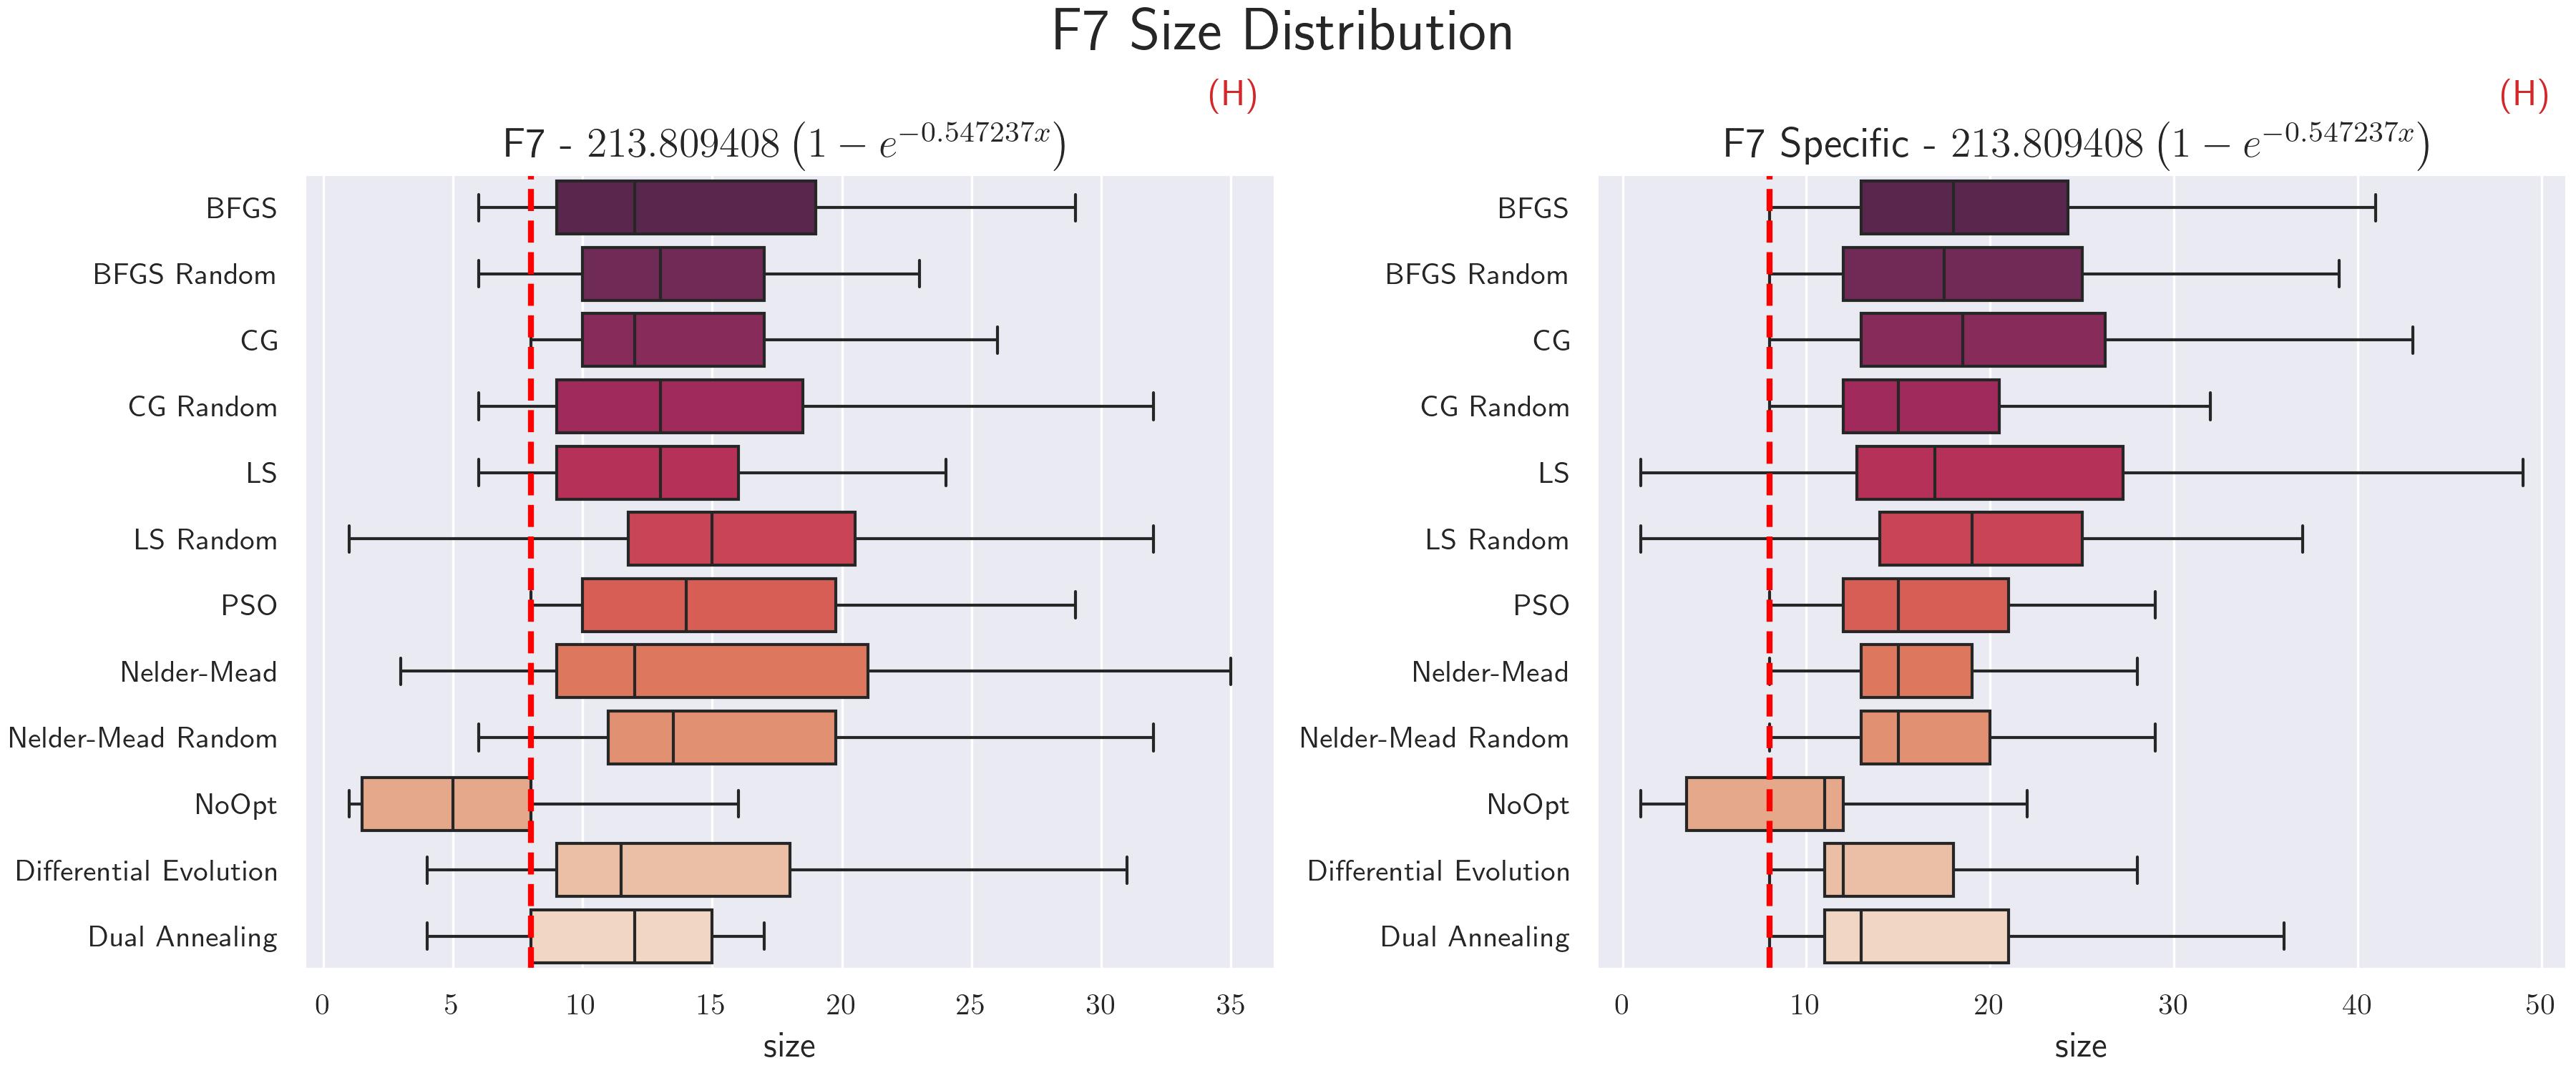 F7 Size Distribution
(H)
F7 - 213.809408 (1 − e^{−0.547237x})
BFGS
BFGS Random
CG
CG Random
LS
LS Random
PSO
Nelder-Mead
Nelder-Mead Random
NoOpt
Differential Evolution
Dual Annealing
0 5 10 15 20 25 30 35
size
(H)
F7 Specific - 213.809408 (1 − e^{−0.547237x})
BFGS
BFGS Random
CG
CG Random
LS
LS Random
PSO
Nelder-Mead
Nelder-Mead Random
NoOpt
Differential Evolution
Dual Annealing
0 10 20 30 40 50
size